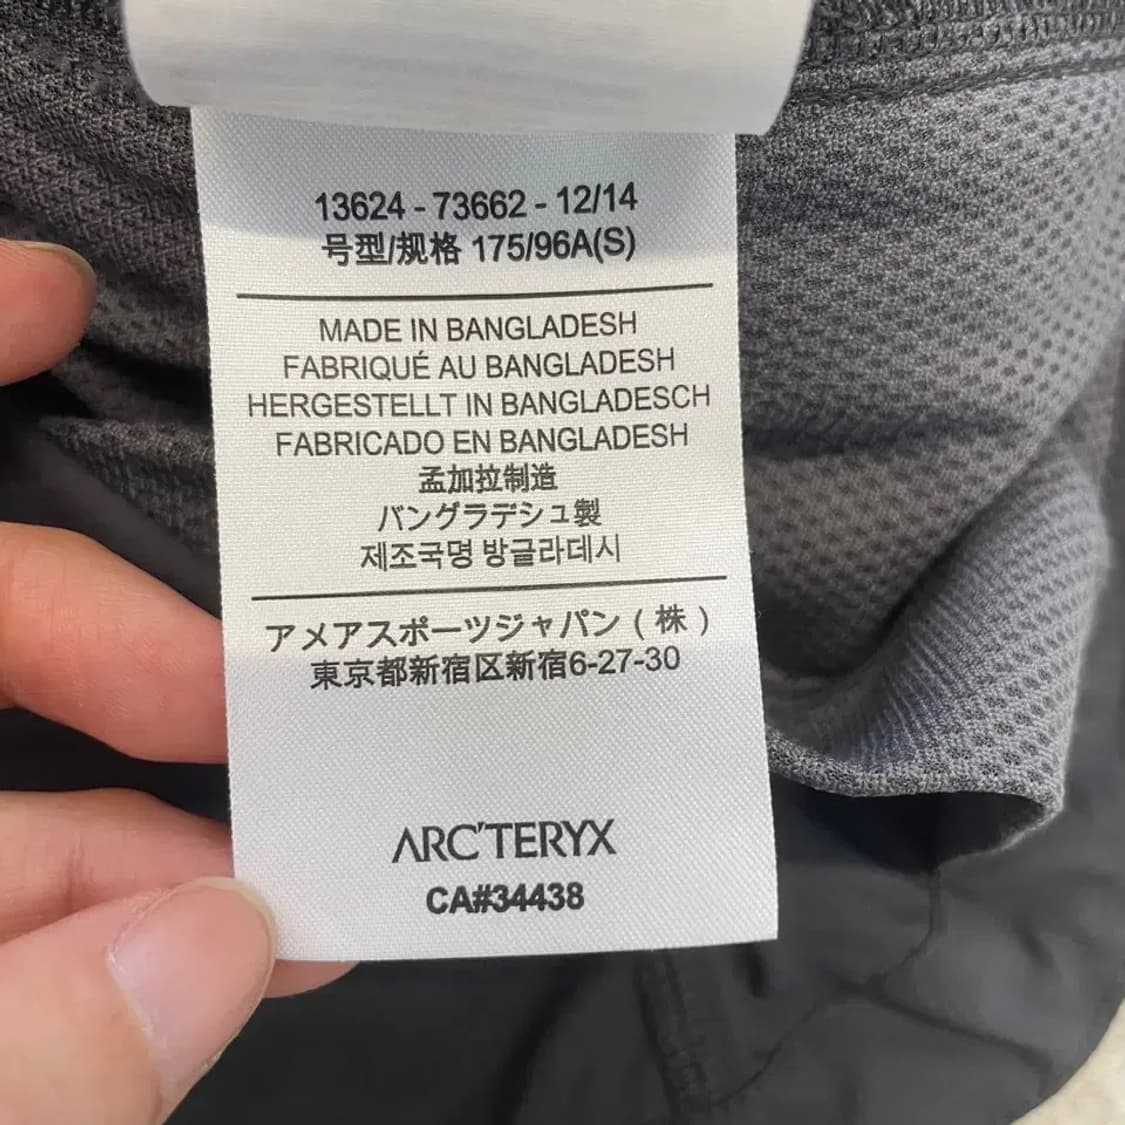 13624 - 73662 - 12/14
号型/规格 175/96A(S)
MADE IN BANGLADESH
FABRIQUÉ AU BANGLADESH
HERGESTELLT IN BANGLADESCH
FABRICADO EN BANGLADESH
孟加拉制造
バングラデシュ製
제조국명 방글라데시
アメアスポーツジャパン ( 株 )
東京都新宿区新宿6-27-30
ARC'TERYX
CA#34438